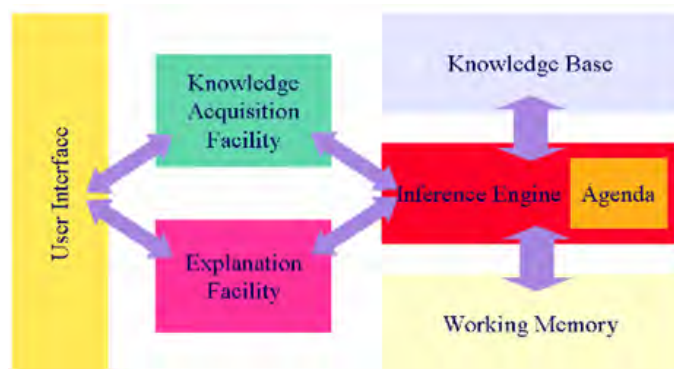 User Interface
Knowledge
Acquisition
Facility
Explanation
Facility
Knowledge Base
Inference Engine
Agenda
Working Memory